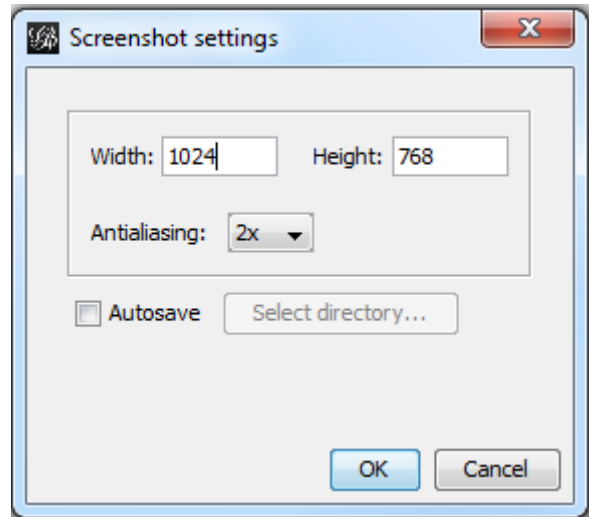 Screenshot settings
Width: 1024 Height: 768
Antialiasing: 2x
Autosave Select directory...
OK Cancel